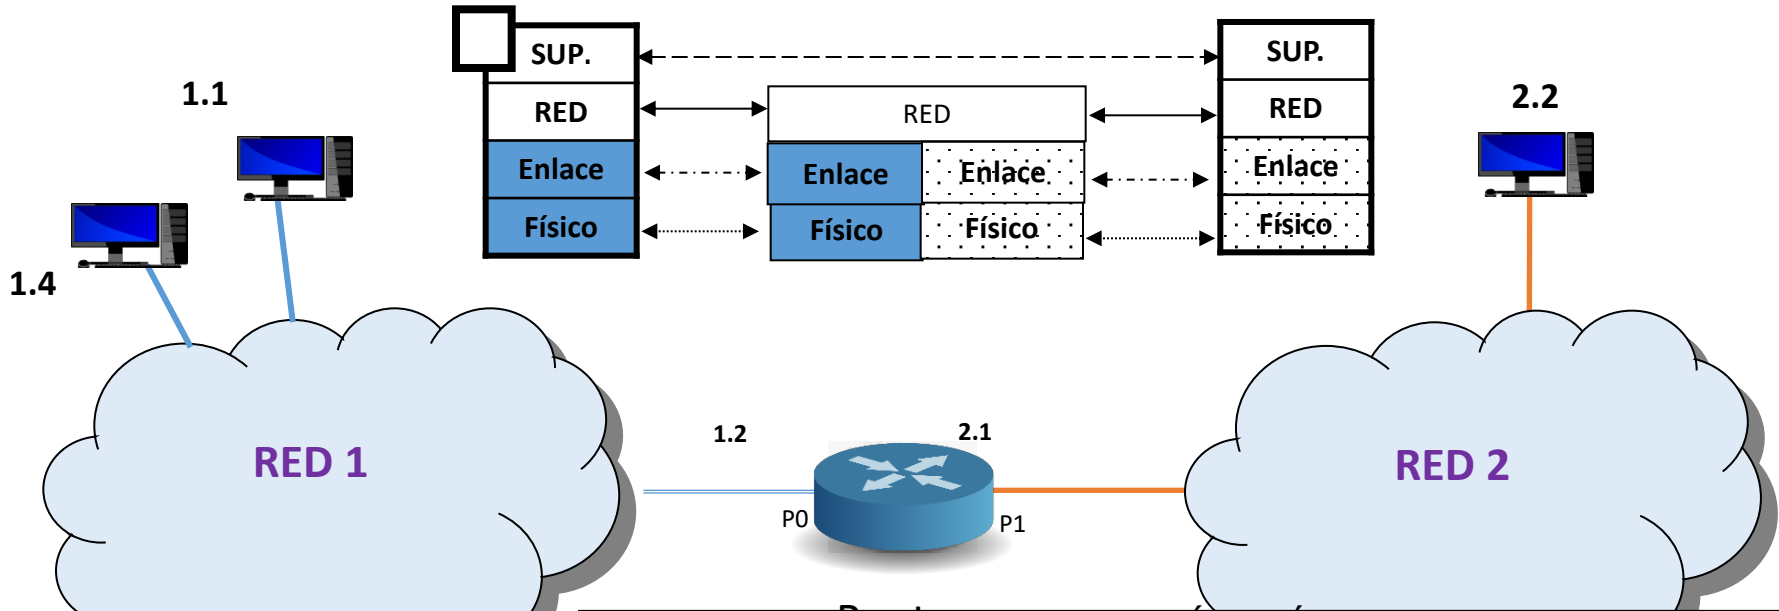 SUP.
SUP.
1.1
RED
RED
RED
2.2
Enlace
Enlace
Enlace
Enlace
Físico
Físico
Físico
Físico
1.4
1.2
2.1
RED 1
RED 2
P0
P1